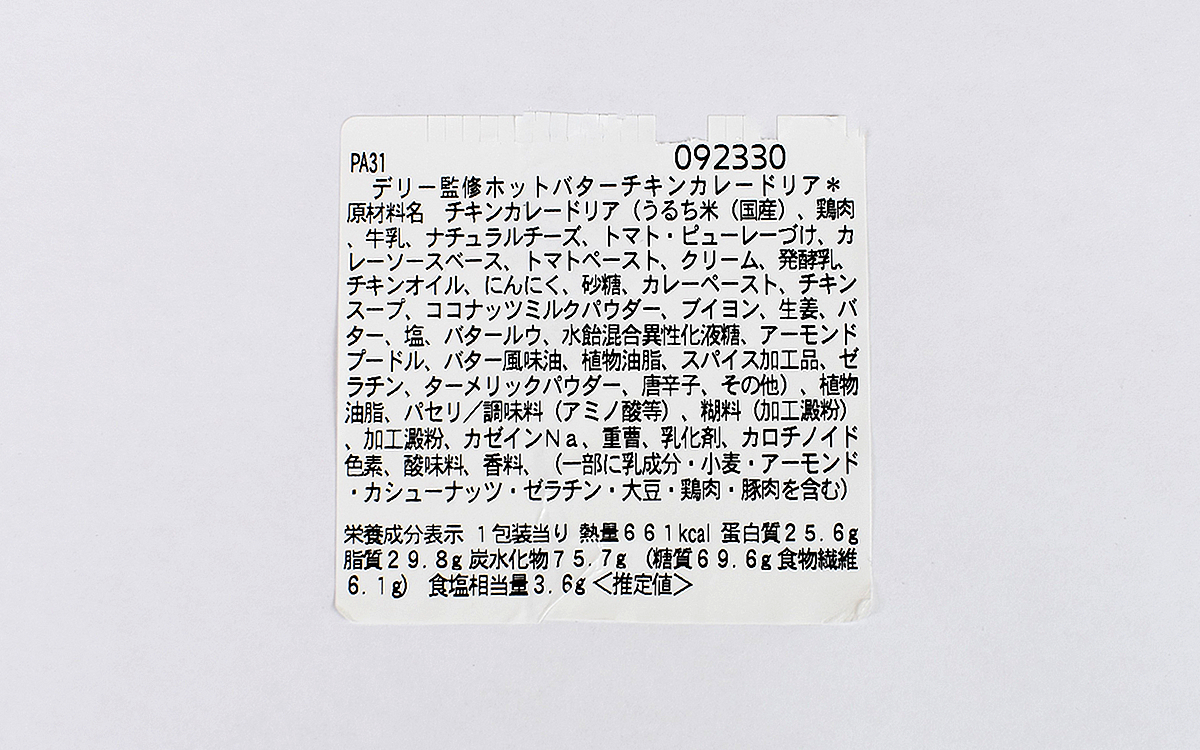 PA31 092330
デリー監修ホットバターチキンカレードリア＊
原材料名　チキンカレードリア（うるち米（国産）、鶏肉
、牛乳、ナチュラルチーズ、トマト・ピューレーづけ、カ
レーソースベース、トマトペースト、クリーム、発酵乳、
チキンオイル、にんにく、砂糖、カレーペースト、チキン
スープ、ココナッツミルクパウダー、ブイヨン、生姜、バ
ター、塩、バタールウ、水飴混合異性化液糖、アーモンド
プードル、バター風味油、植物油脂、スパイス加工品、ゼ
ラチン、ターメリックパウダー、唐辛子、その他）、植物
油脂、パセリ／調味料（アミノ酸等）、糊料（加工澱粉）
、加工澱粉、カゼインＮａ、重曹、乳化剤、カロチノイド
色素、酸味料、香料、（一部に乳成分・小麦・アーモンド
・カシューナッツ・ゼラチン・大豆・鶏肉・豚肉を含む）
栄養成分表示 １包装当り 熱量６６１kcal 蛋白質２５.６g
脂質２９.８g 炭水化物７５.７g （糖質６９.６g 食物繊維
６.１g） 食塩相当量３.６g ＜推定値＞